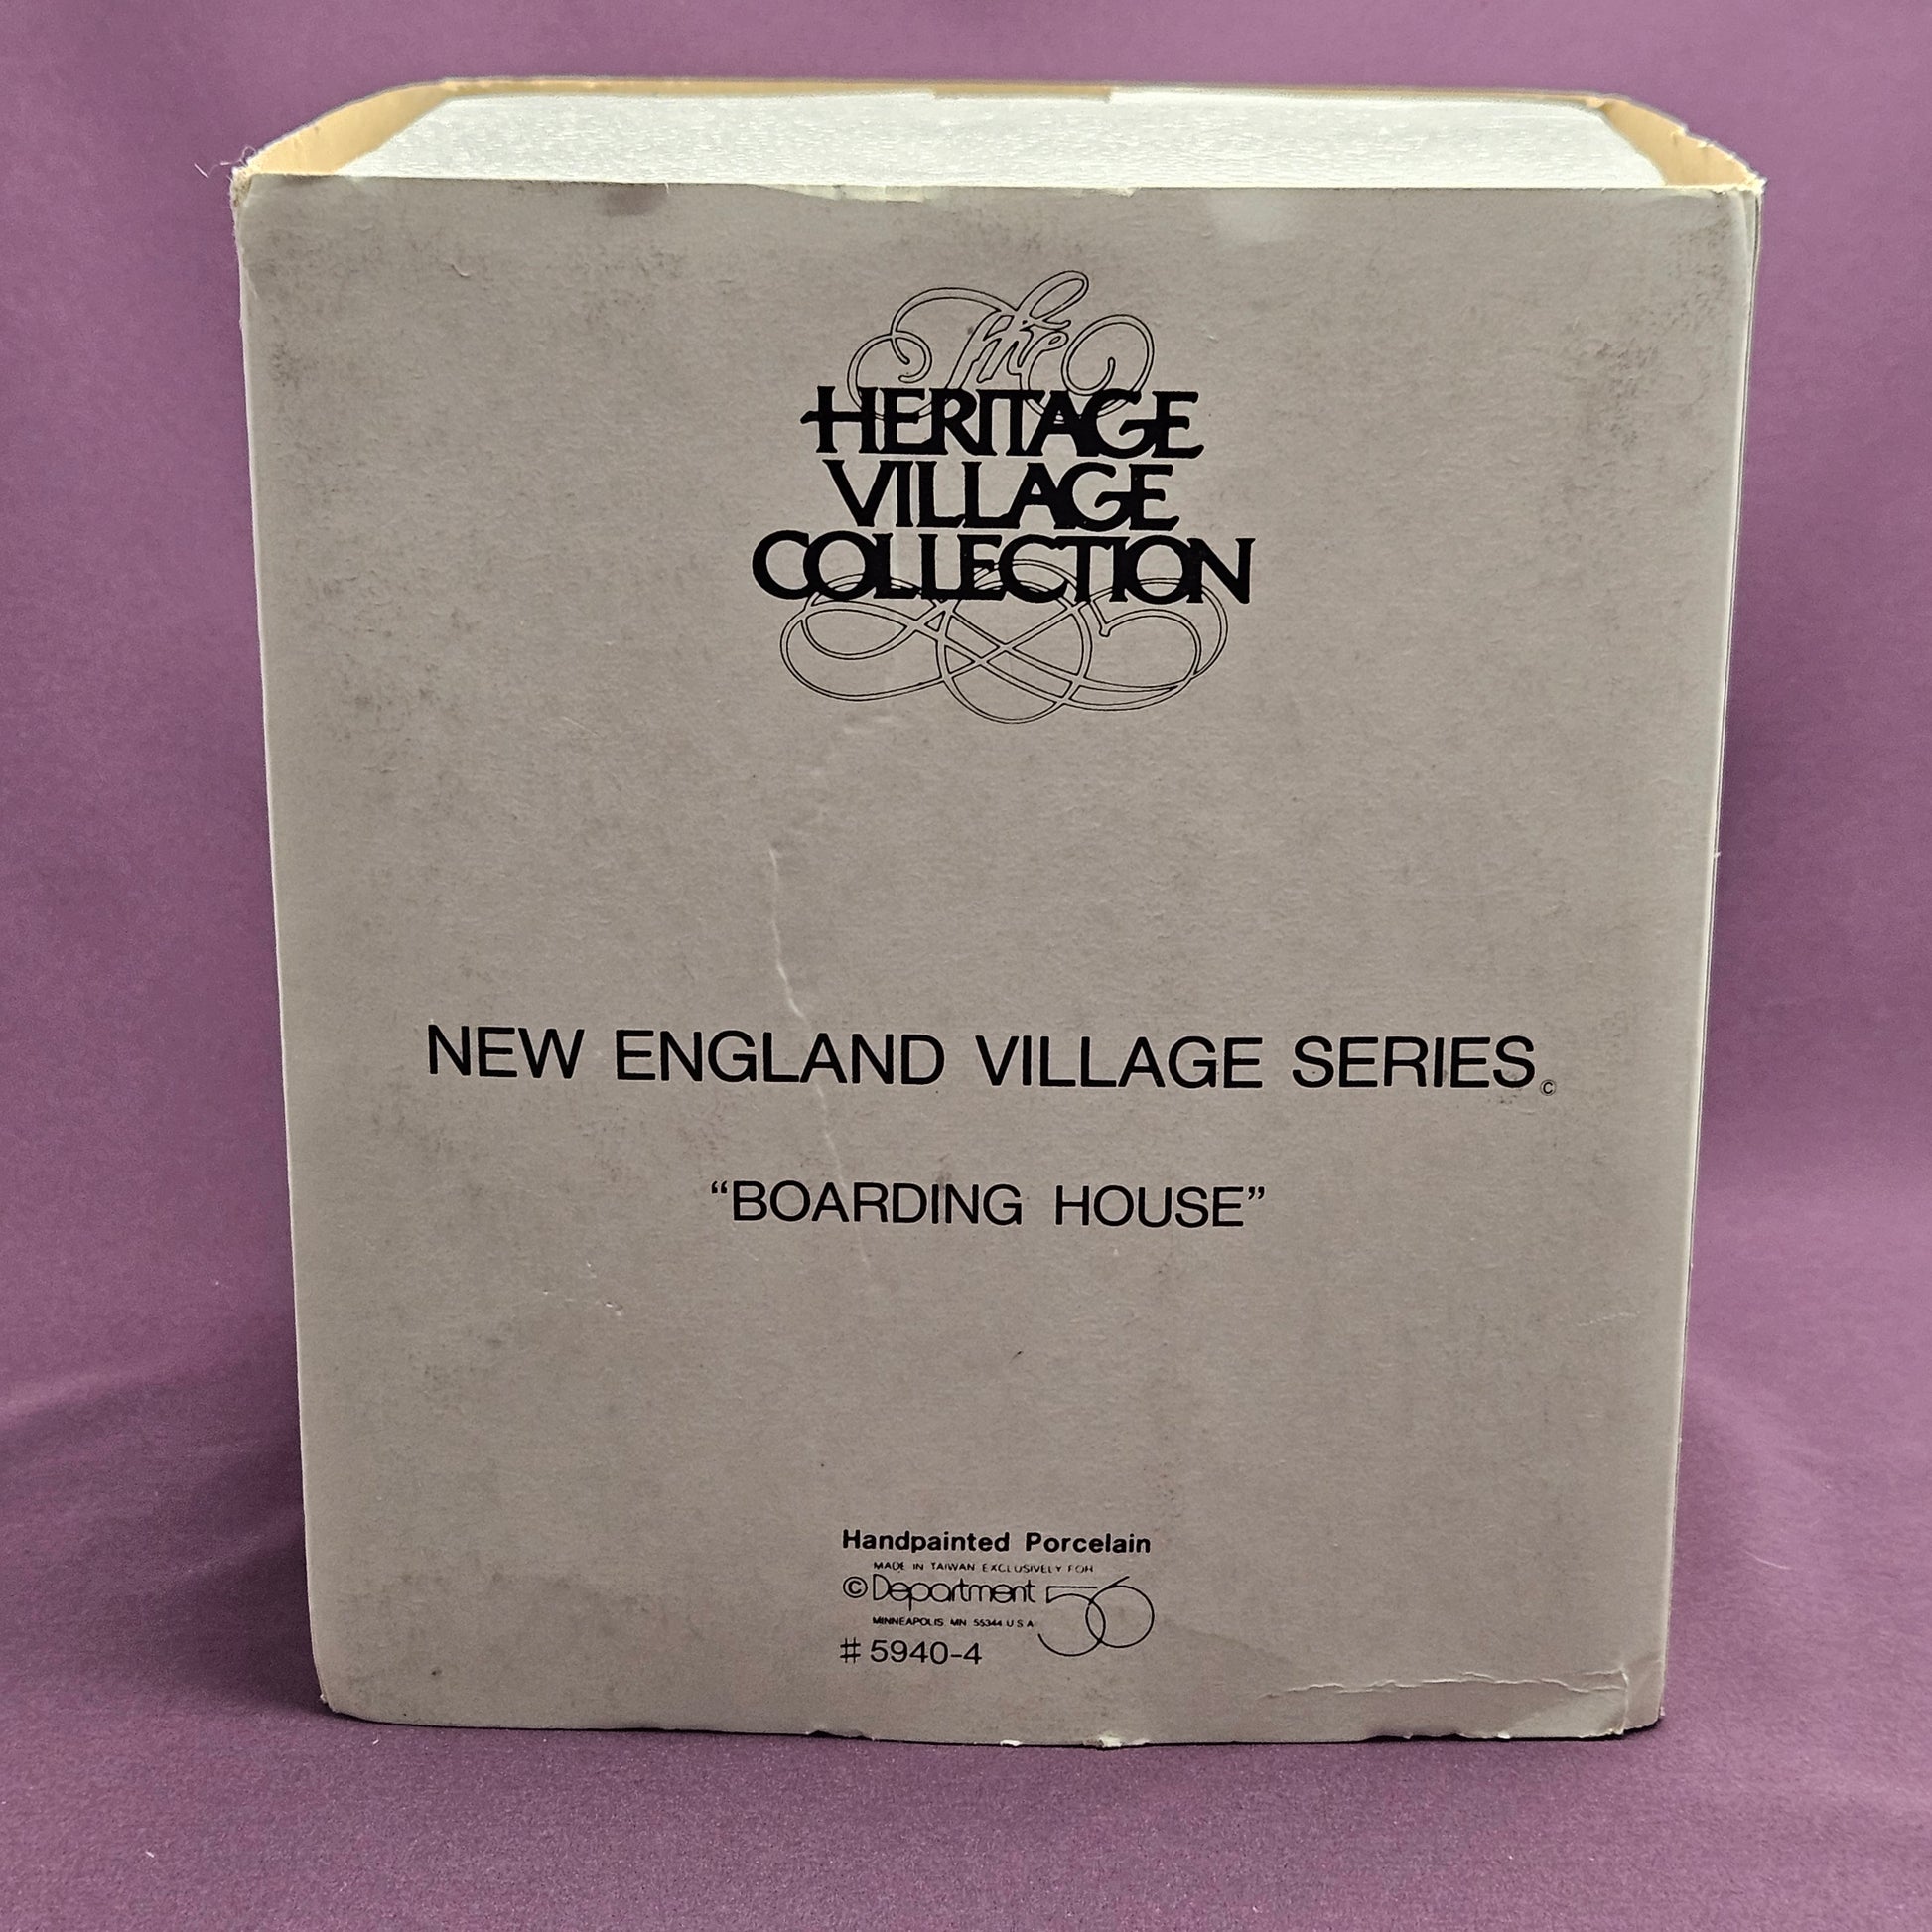 The
HERITAGE
VILLAGE
COLLECTION
NEW ENGLAND VILLAGE SERIES©
“BOARDING HOUSE”
Handpainted Porcelain
MADE IN TAIWAN EXCLUSIVELY FOR
© Department 56
MINNEAPOLIS MN 55344 U S A
# 5940-4